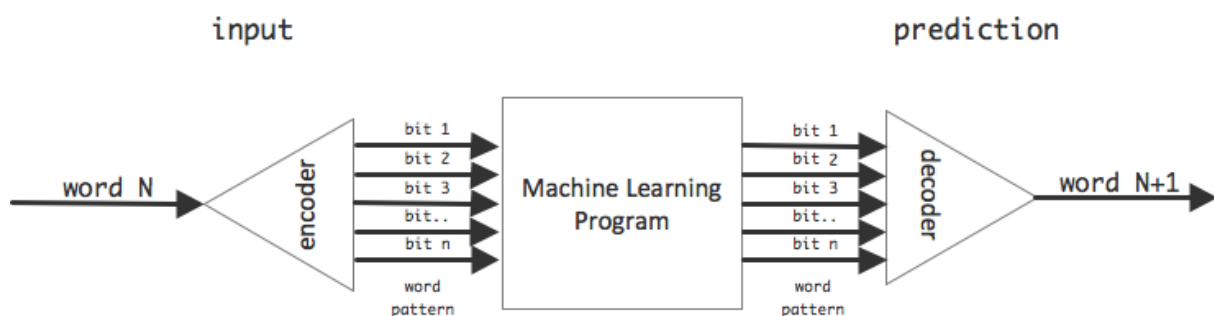 input
prediction
word N
encoder
bit 1
bit 2
bit 3
bit..
bit n
word
pattern
Machine Learning
Program
bit 1
bit 2
bit 3
bit..
bit n
word
pattern
decoder
word N+1